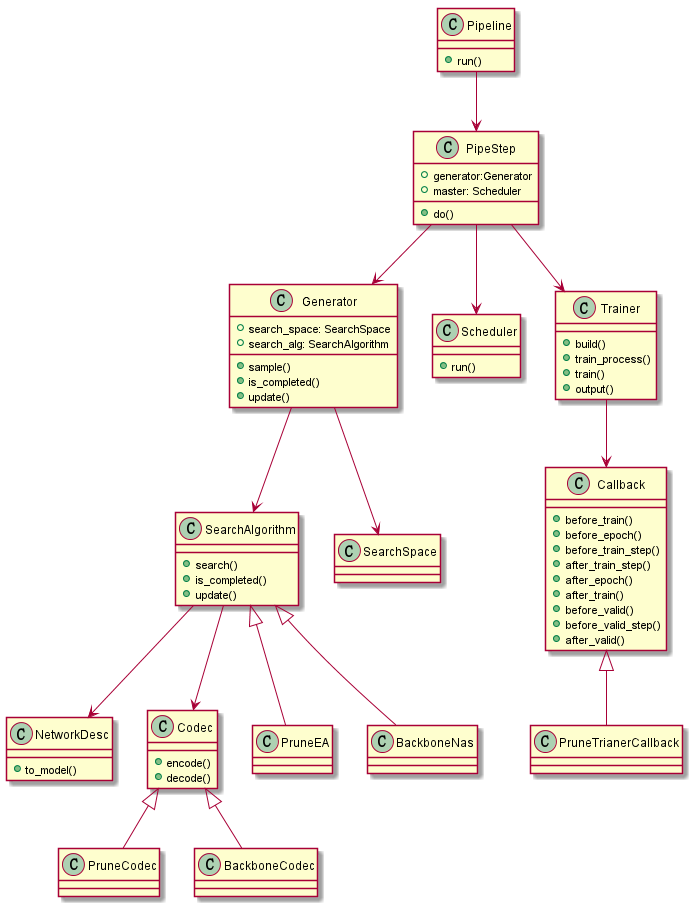 C Pipeline
run()
C PipeStep
generator:Generator
master: Scheduler
do()
C Generator
search_space: SearchSpace
search_alg: SearchAlgorithm
sample()
is_completed()
update()
C Scheduler
run()
C Trainer
build()
train_process()
train()
output()
C SearchAlgorithm
search()
is_completed()
update()
C SearchSpace
C Callback
before_train()
before_epoch()
before_train_step()
after_train_step()
after_epoch()
after_train()
before_valid()
before_valid_step()
after_valid()
C NetworkDesc
to_model()
C Codec
encode()
decode()
C PruneEA
C BackboneNas
C PruneTrianerCallback
C PruneCodec
C BackboneCodec